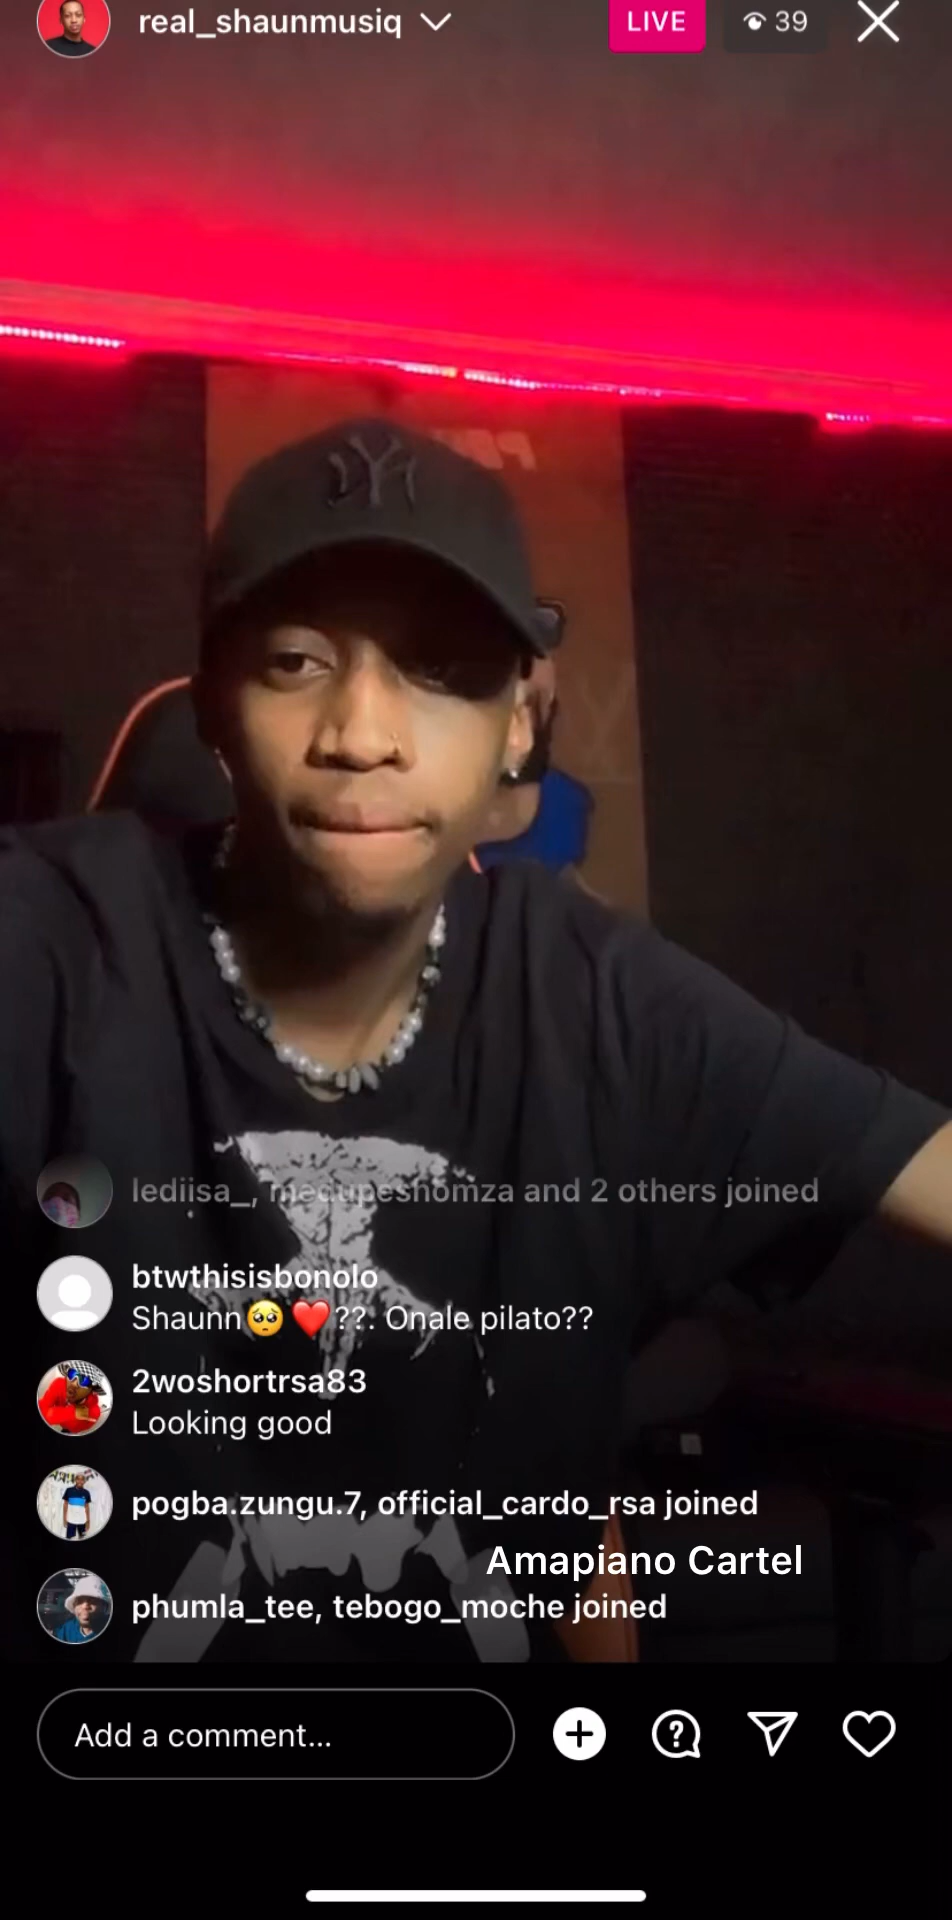 real_shaunmusiq
LIVE
39
NY
lediisa_, medupeshomza and 2 others joined
btwthisisbonolo
Shaunn🥺❤️??. Onale pilato??
2woshortrsa83
Looking good
pogba.zungu.7, official_cardo_rsa joined
Amapiano Cartel
phumla_tee, tebogo_moche joined
Add a comment...